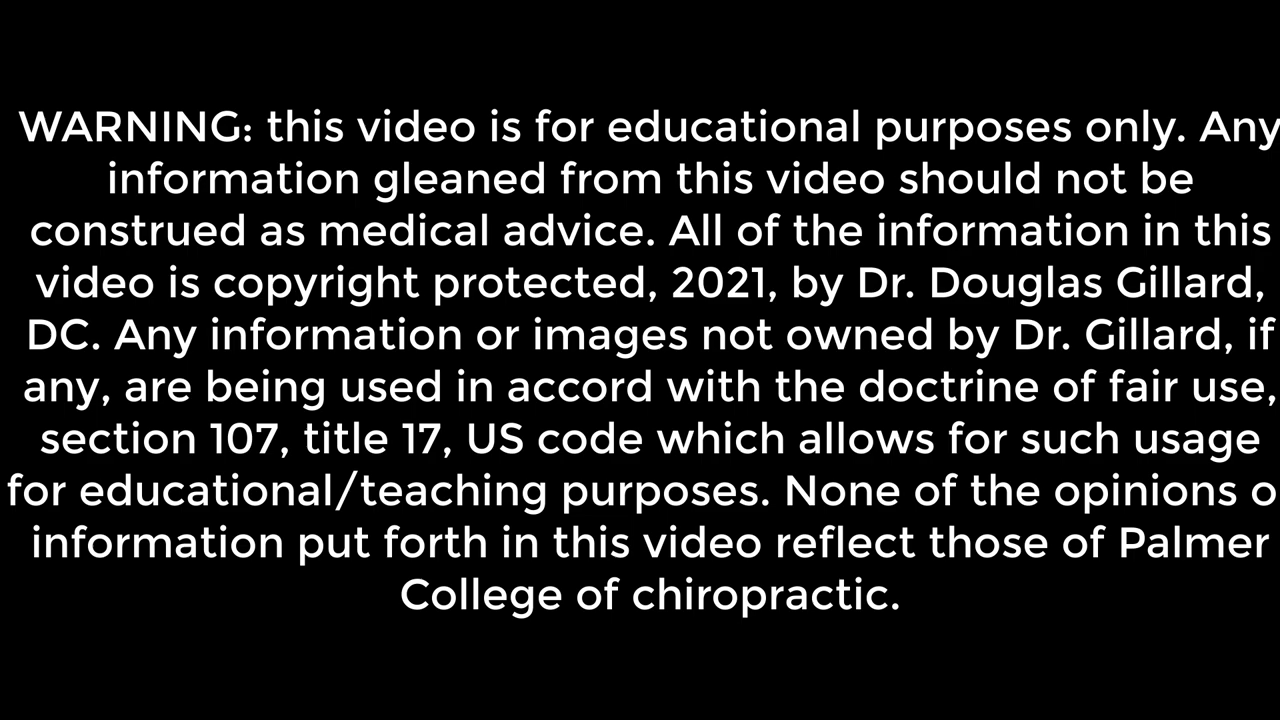 WARNING: this video is for educational purposes only. Any
information gleaned from this video should not be
construed as medical advice. All of the information in this
video is copyright protected, 2021, by Dr. Douglas Gillard,
DC. Any information or images not owned by Dr. Gillard, if
any, are being used in accord with the doctrine of fair use,
section 107, title 17, US code which allows for such usage
for educational/teaching purposes. None of the opinions o
information put forth in this video reflect those of Palmer
College of chiropractic.